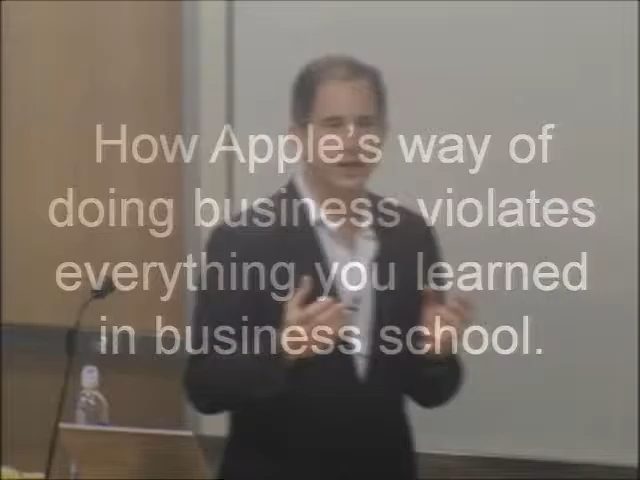 How Apple's way of
doing business violates
everything you learned
in business school.